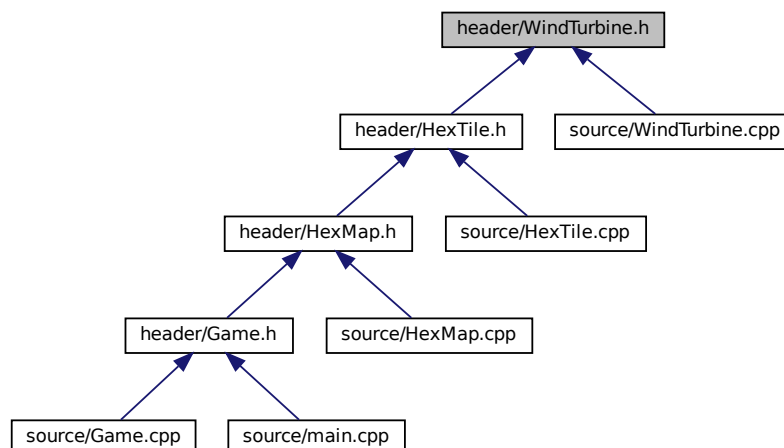 header/WindTurbine.h
header/HexTile.h
source/WindTurbine.cpp
header/HexMap.h
source/HexTile.cpp
header/Game.h
source/HexMap.cpp
source/Game.cpp
source/main.cpp